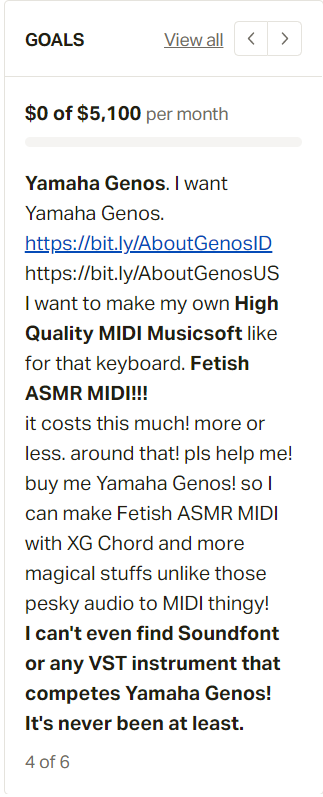 GOALS
View all
$0 of $5,100 per month
Yamaha Genos. I want
Yamaha Genos.
https://bit.ly/AboutGenosID
https://bit.ly/AboutGenosUS
I want to make my own High
Quality MIDI Musicsoft like
for that keyboard. Fetish
ASMR MIDI!!!
it costs this much! more or
less. around that! pls help me!
buy me Yamaha Genos! so I
can make Fetish ASMR MIDI
with XG Chord and more
magical stuffs unlike those
pesky audio to MIDI thingy!
I can't even find Soundfont
or any VST instrument that
competes Yamaha Genos!
It's never been at least.
4 of 6